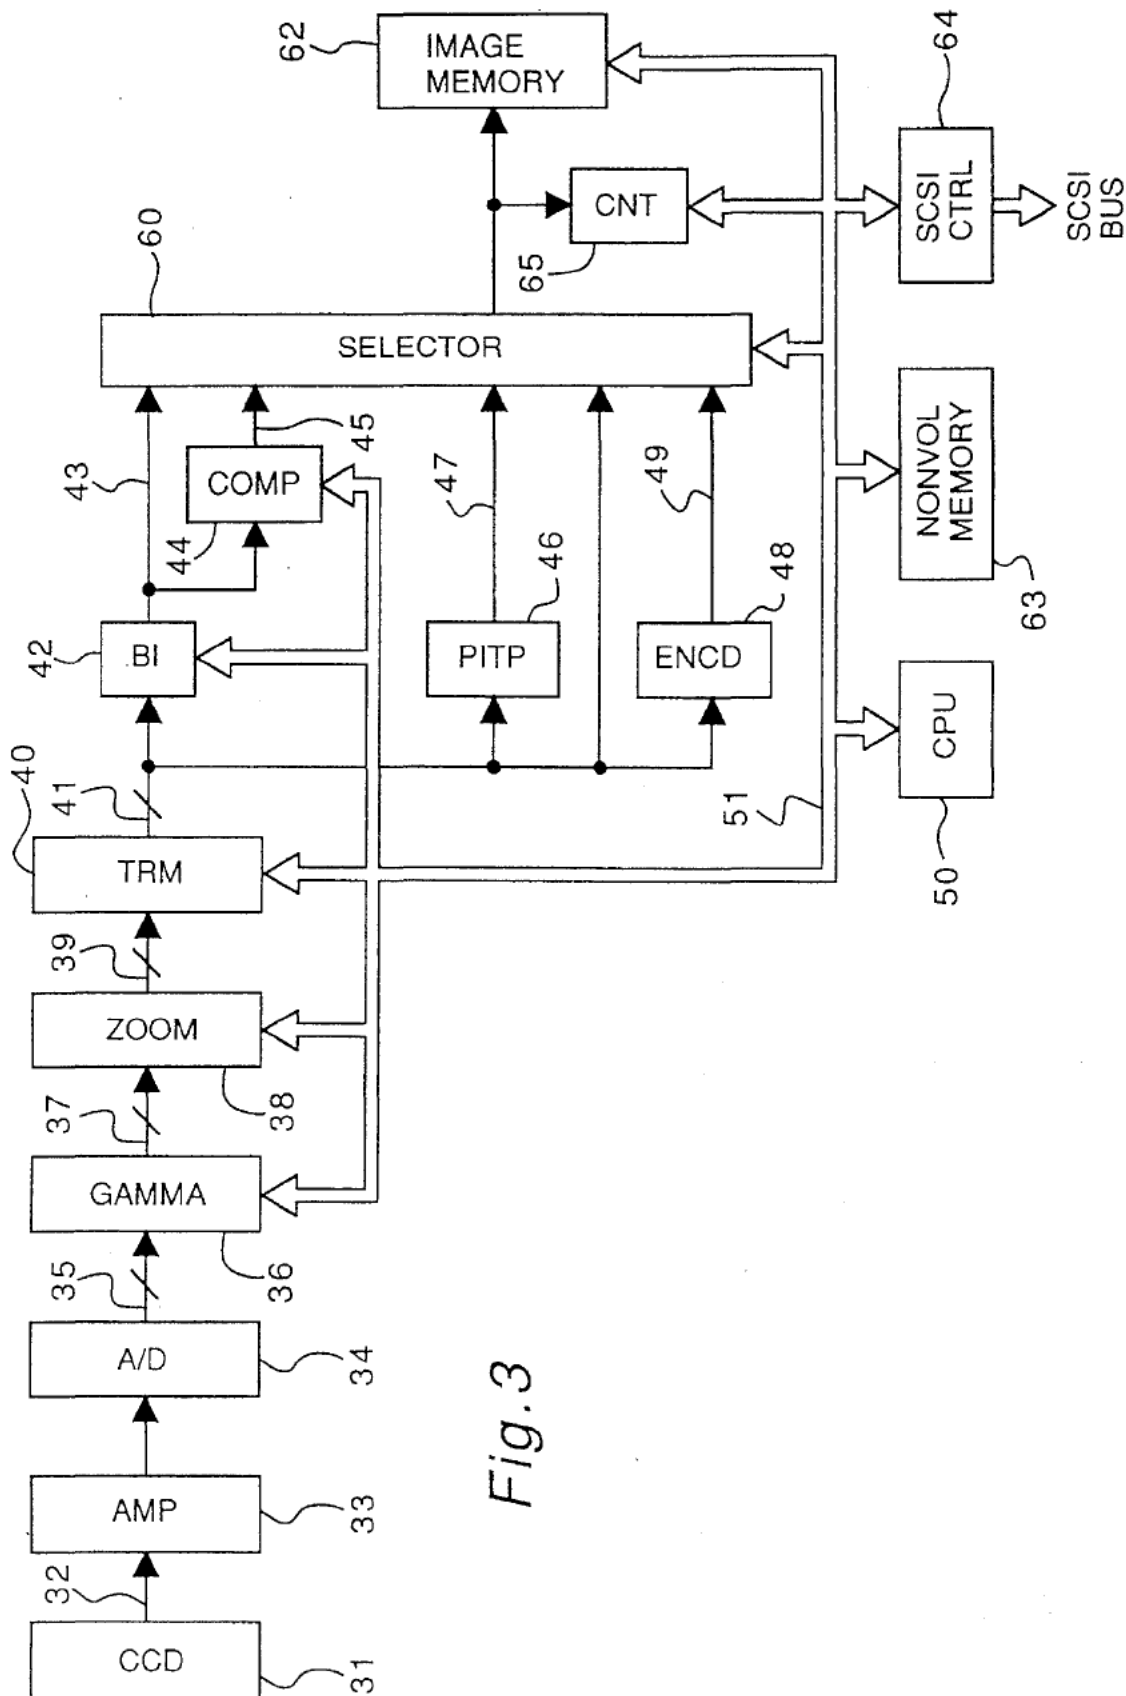 62
IMAGE
MEMORY
64
60
CNT
65
SCSI
CTRL
SCSI
BUS
SELECTOR
43
45
COMP
44
47
49
NONVOL
MEMORY
63
42
BI
46
PITP
48
ENCD
40
41
TRM
51
CPU
50
39
ZOOM
38
37
GAMMA
36
35
A/D
34
Fig.3
AMP
33
32
CCD
31